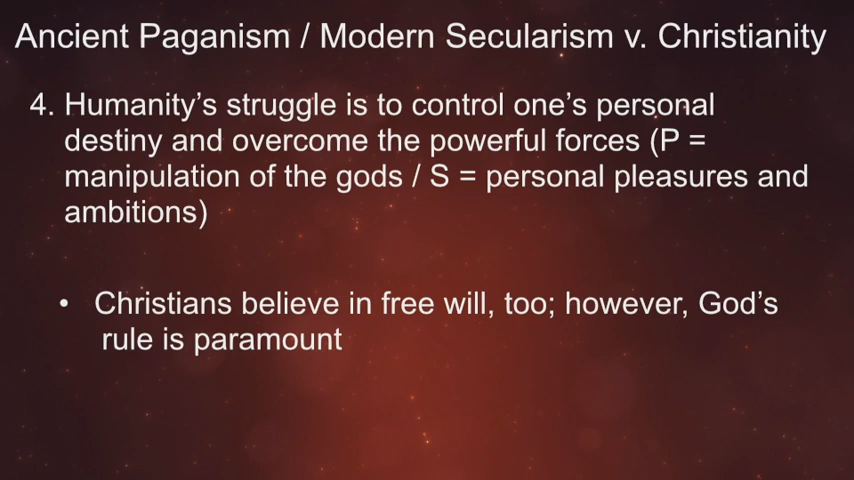 Ancient Paganism / Modern Secularism v. Christianity
4. Humanity's struggle is to control one's personal
destiny and overcome the powerful forces (P =
manipulation of the gods / S = personal pleasures and
ambitions)
• Christians believe in free will, too; however, God's
rule is paramount